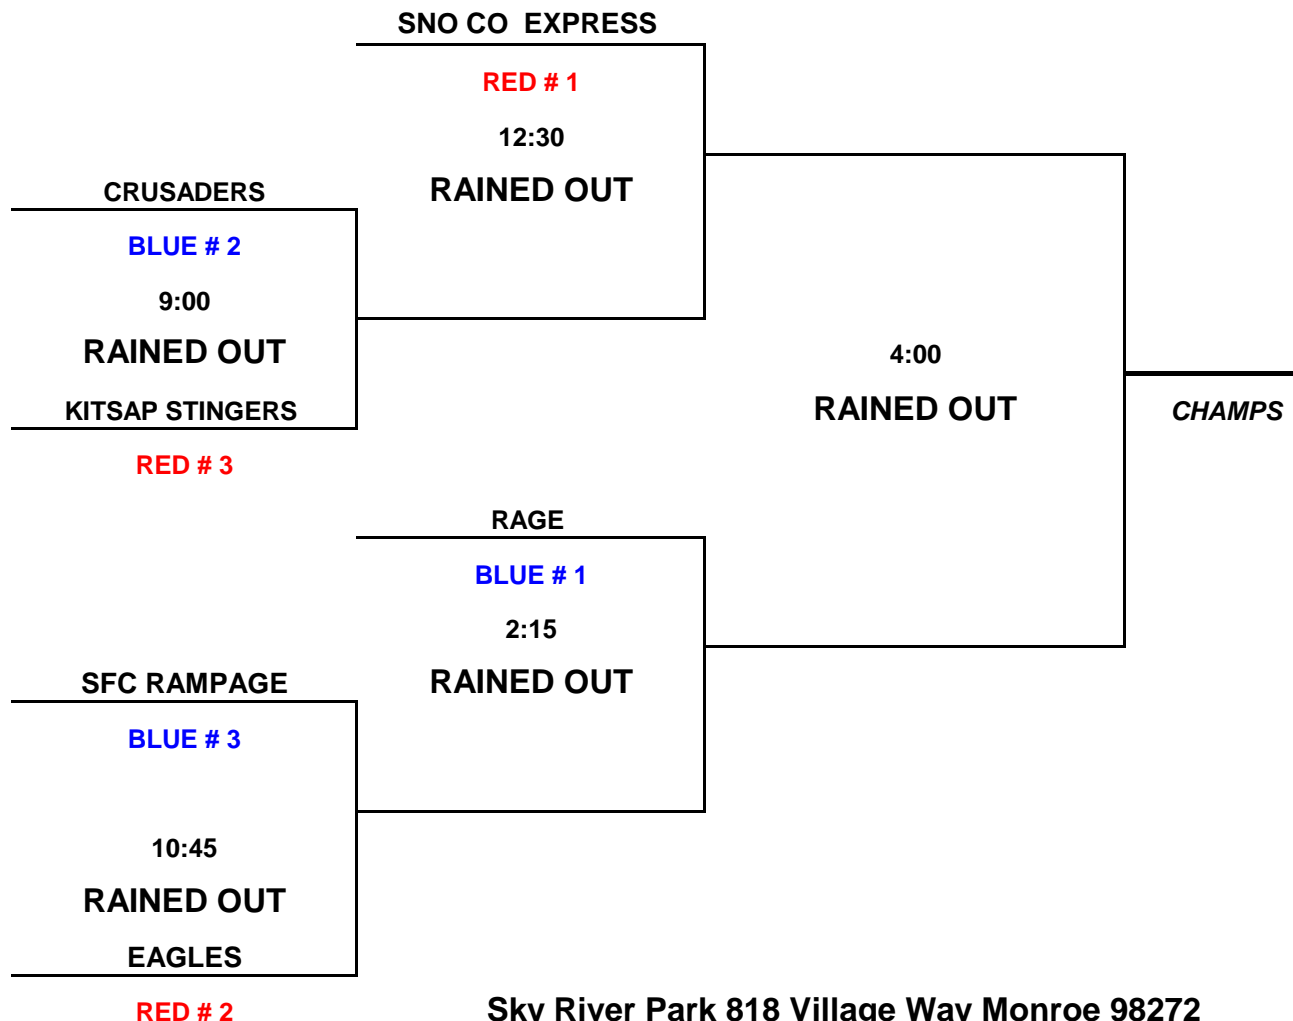 SNO CO  EXPRESS
RED # 1
12:30
RAINED OUT
CRUSADERS
BLUE # 2
9:00
RAINED OUT
KITSAP STINGERS
RED # 3
4:00
RAINED OUT
CHAMPS
RAGE
BLUE # 1
2:15
RAINED OUT
SFC RAMPAGE
BLUE # 3
10:45
RAINED OUT
EAGLES
RED # 2
Sky River Park 818 Village Way Monroe 98272